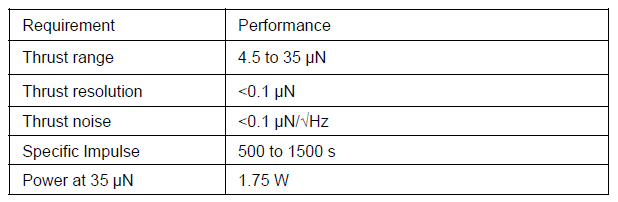 Requirement Performance
Thrust range 4.5 to 35 µN
Thrust resolution <0.1 µN
Thrust noise <0.1 µN/√Hz
Specific Impulse 500 to 1500 s
Power at 35 µN 1.75 W